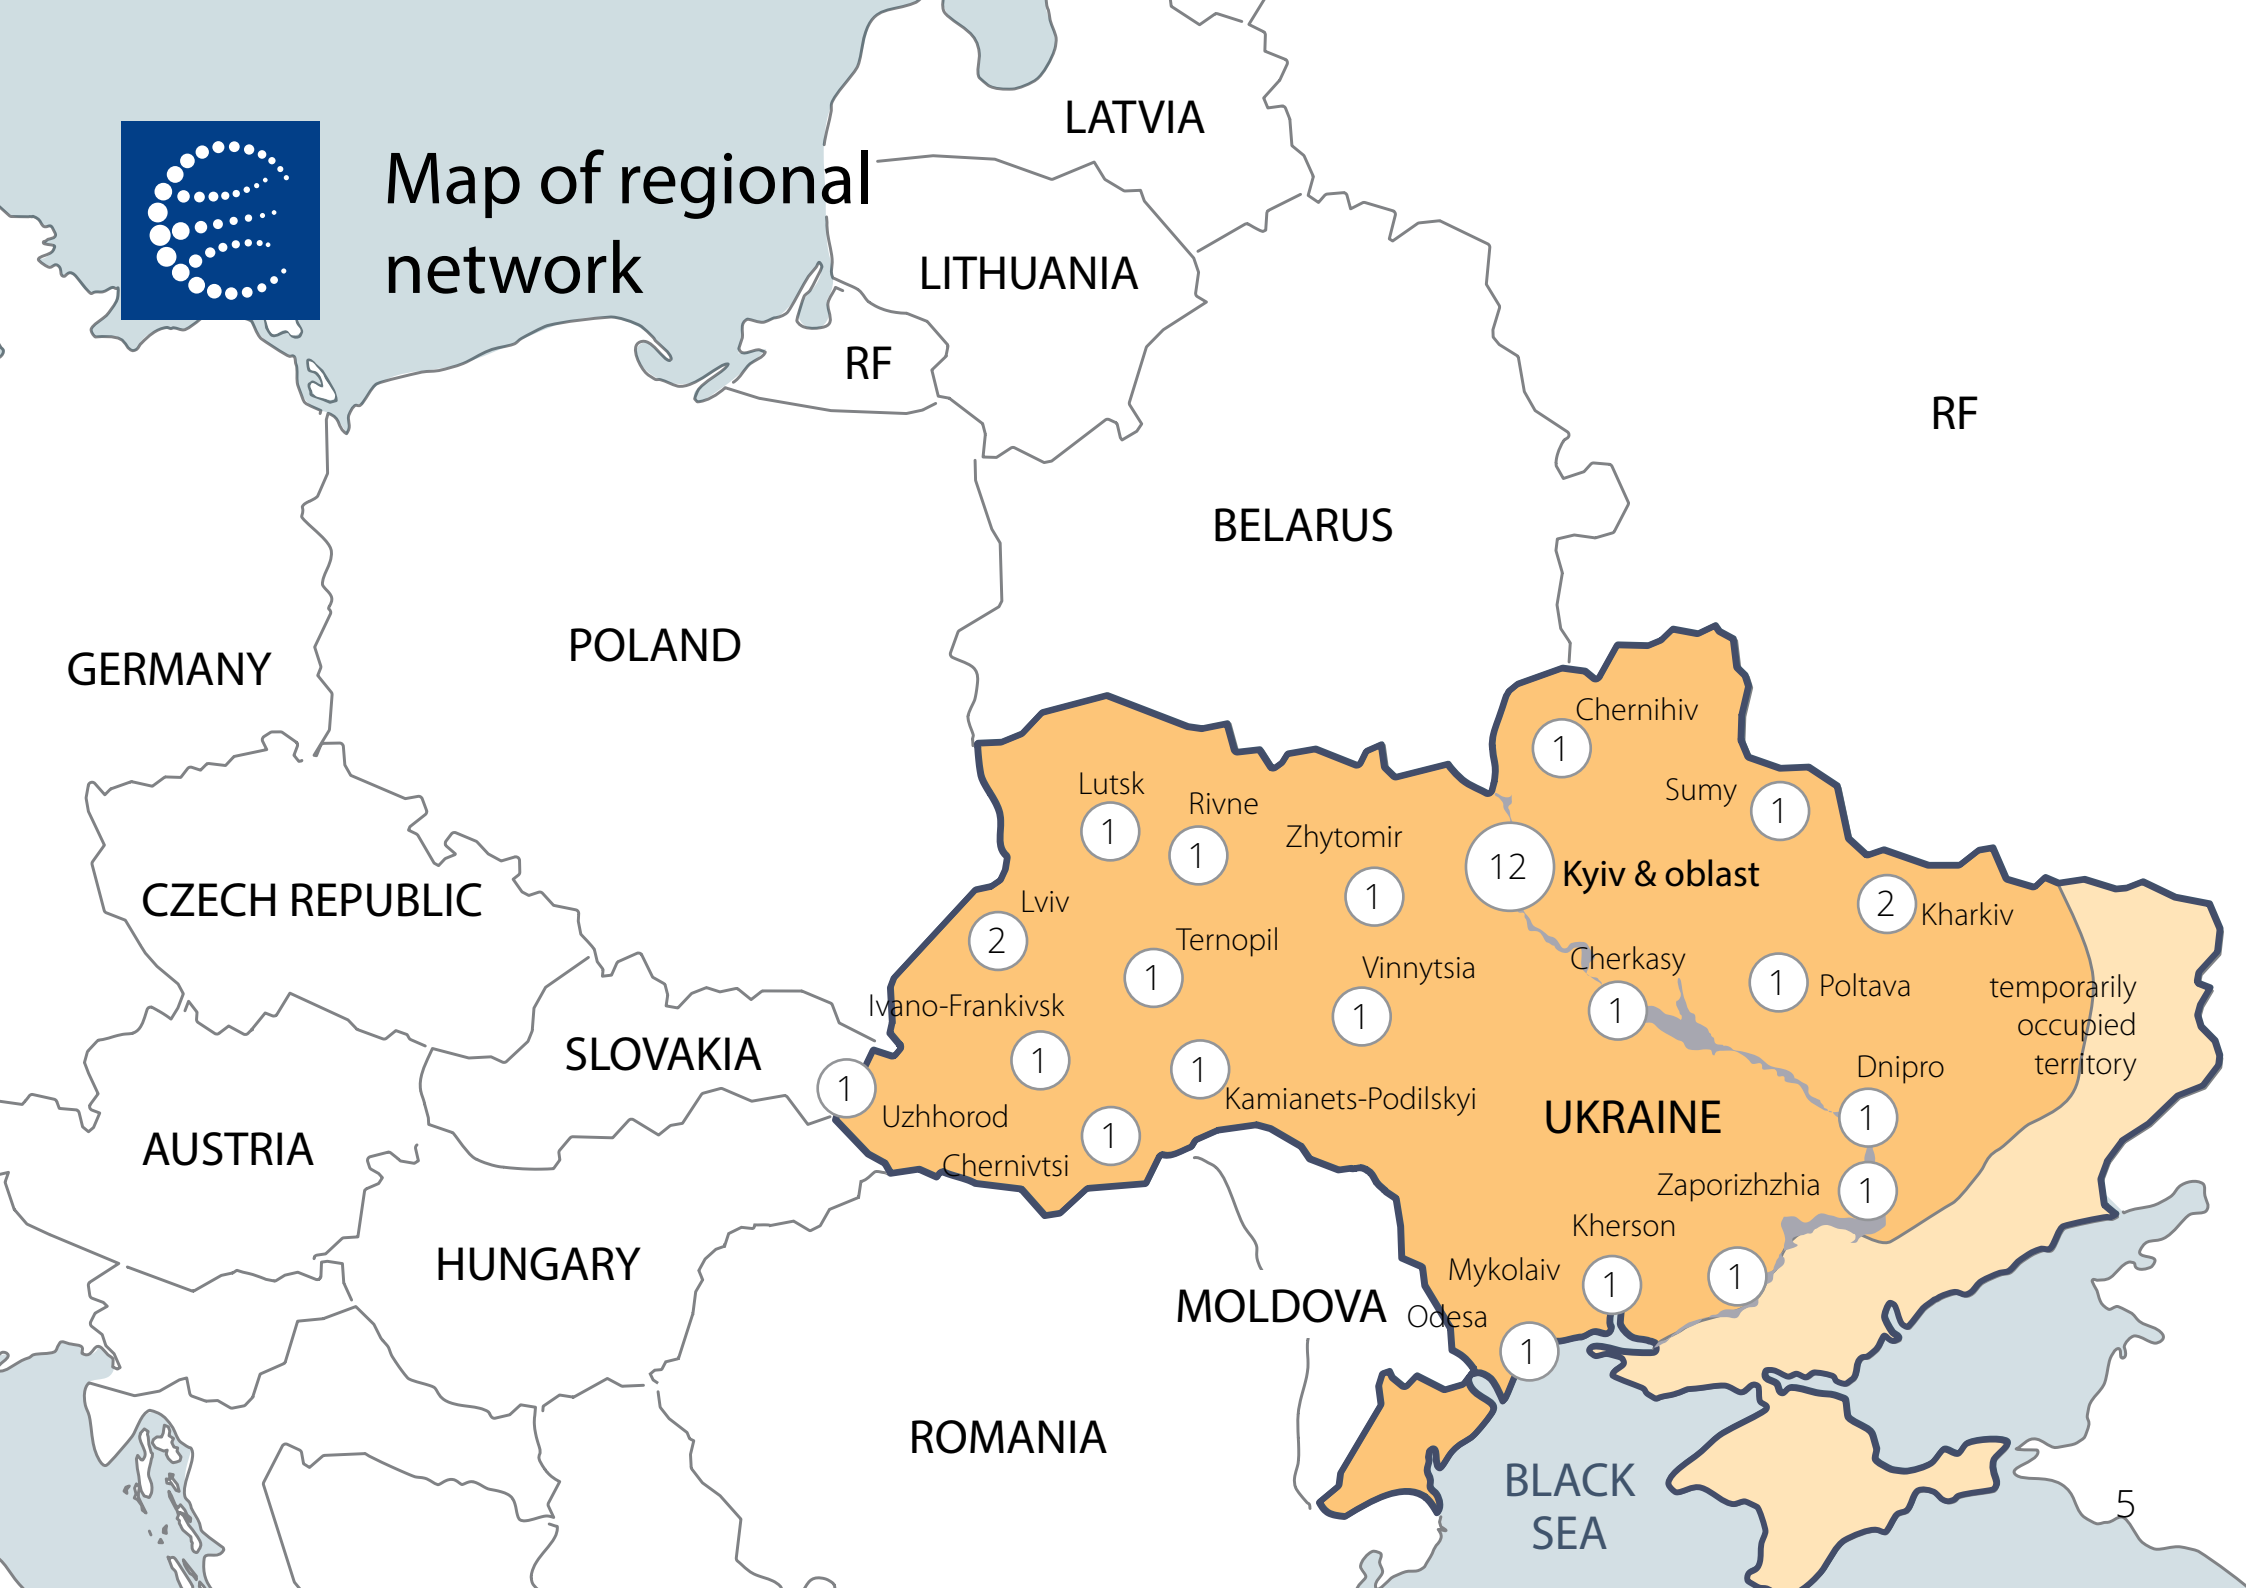 Map of regional
network
LATVIA
LITHUANIA
RF
RF
BELARUS
POLAND
GERMANY
CZECH REPUBLIC
SLOVAKIA
AUSTRIA
HUNGARY
ROMANIA
MOLDOVA
UKRAINE
BLACK
SEA
Chernihiv
1
Sumy
1
Lutsk
1
Rivne
1
Zhytomir
1
12
Kyiv & oblast
2
Kharkiv
Lviv
2
Ternopil
1
Vinnytsia
1
Cherkasy
1
1
Poltava
temporarily
occupied
territory
Ivano-Frankivsk
1
1
Kamianets-Podilskyi
1
Uzhhorod
Chernivtsi
1
Dnipro
1
Zaporizhzhia
1
Kherson
1
Mykolaiv
1
Odesa
1
5